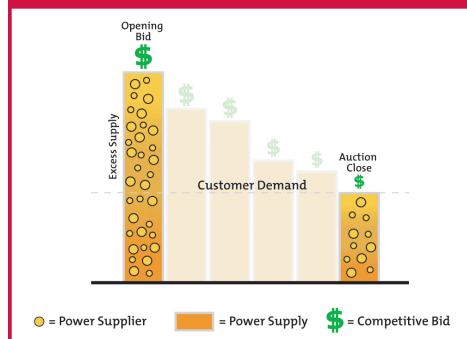 Opening
Bid
$
$
$
$
$
Excess Supply
Auction
Close
$
Customer Demand
= Power Supplier
= Power Supply
$ = Competitive Bid